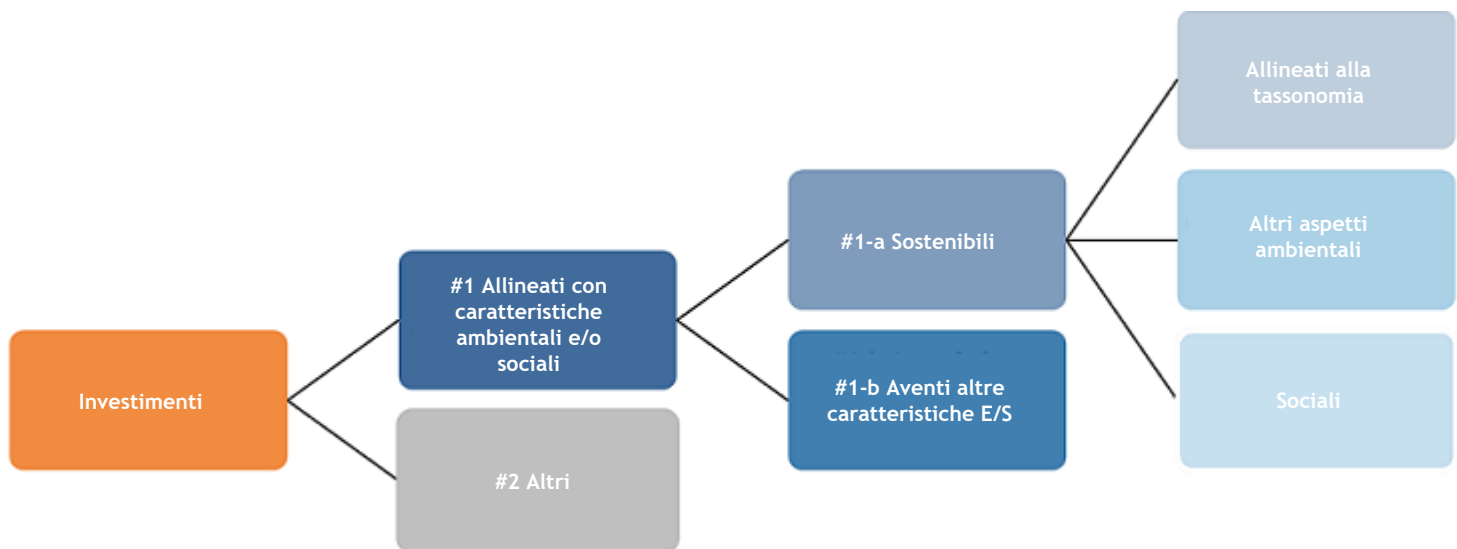 Investimenti
#1 Allineati con
caratteristiche
ambientali e/o
sociali
#2 Altri
#1-a Sostenibili
#1-b Aventi altre
caratteristiche E/S
Allineati alla
tassonomia
Altri aspetti
ambientali
Sociali